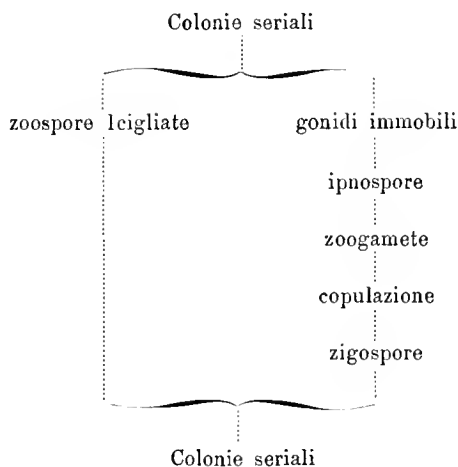 Colonie seriali
zoospore 1cigliate
gonidi immobili
ipnospore
zoogamete
copulazione
zigospore
Colonie seriali